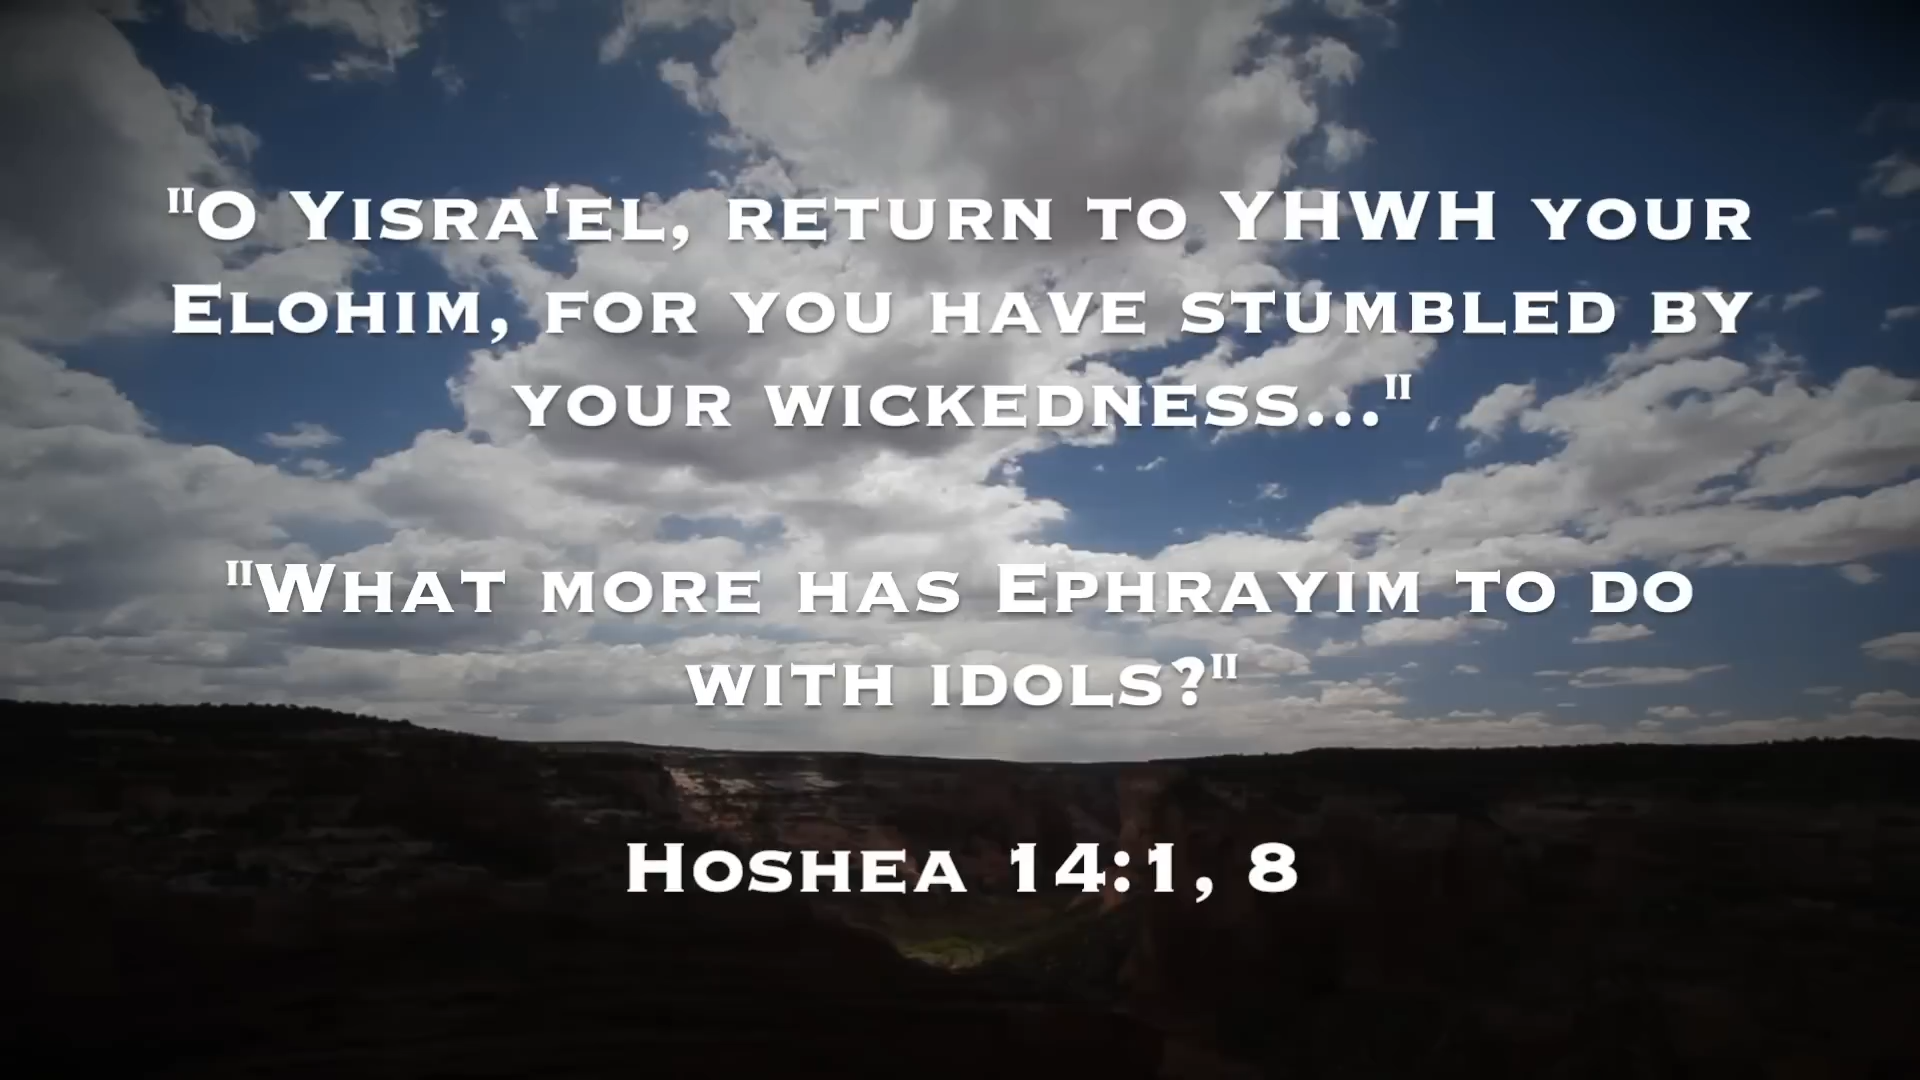 "O Yisra'el, return to YHWH your
Elohim, for you have stumbled by
your wickedness..."
"What more has Ephrayim to do
with idols?"
Hoshea 14:1, 8